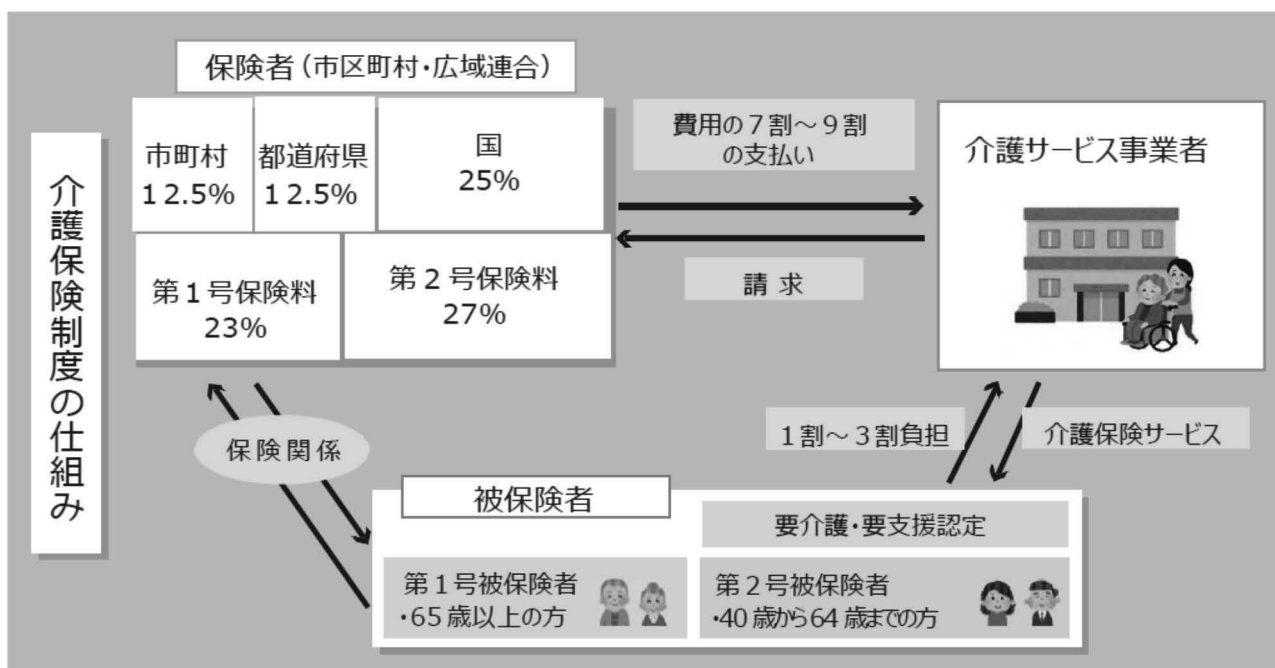 介護保険制度の仕組み
保険者（市区町村・広域連合）
市町村
12.5%
都道府県
12.5%
国
25%
第1号保険料
23%
第2号保険料
27%
費用の7割～9割
の支払い
請求
介護サービス事業者
保険関係
1割～3割負担
介護保険サービス
被保険者
要介護・要支援認定
第1号被保険者
・65歳以上の方
第2号被保険者
・40歳から64歳までの方